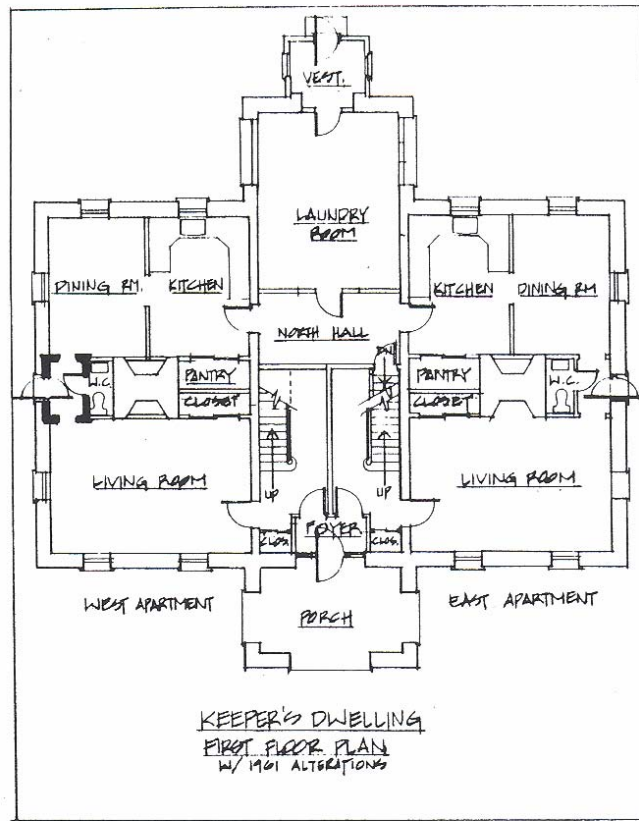 VEST.
LAUNDRY
ROOM
DINING RM.
KITCHEN
KITCHEN
DINING RM
NORTH HALL
DN
W.C.
PANTRY
PANTRY
W.C.
CLOSET
CLOSET
LIVING ROOM
LIVING ROOM
UP
UP
FOYER
CLOS.
CLOS.
WEST APARTMENT
EAST APARTMENT
PORCH
KEEPER'S DWELLING
FIRST FLOOR PLAN
W/ 1961 ALTERATIONS